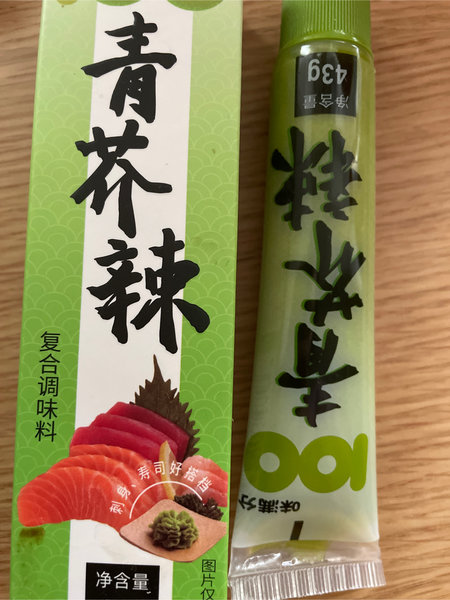 青芥辣
复合调味料
刺身、寿司好搭档
净含量
图片仅
味满分
100
青芥辣
净含量
43g